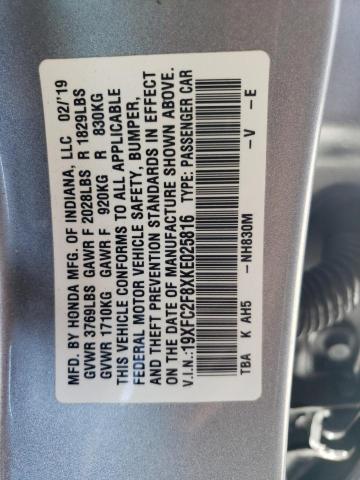 MFD. BY HONDA MFG. OF INDIANA, LLC 02/'19
GVWR 3769LBS GAWR F 2028LBS R 1829LBS
GVWR 1710KG GAWR F 920KG R 830KG
THIS VEHICLE CONFORMS TO ALL APPLICABLE
FEDERAL MOTOR VEHICLE SAFETY, BUMPER,
AND THEFT PREVENTION STANDARDS IN EFFECT
ON THE DATE OF MANUFACTURE SHOWN ABOVE.
V.I.N.:19XFC2F8XKE025816 TYPE: PASSENGER CAR
TBA K AH5 -NH830M -V -E